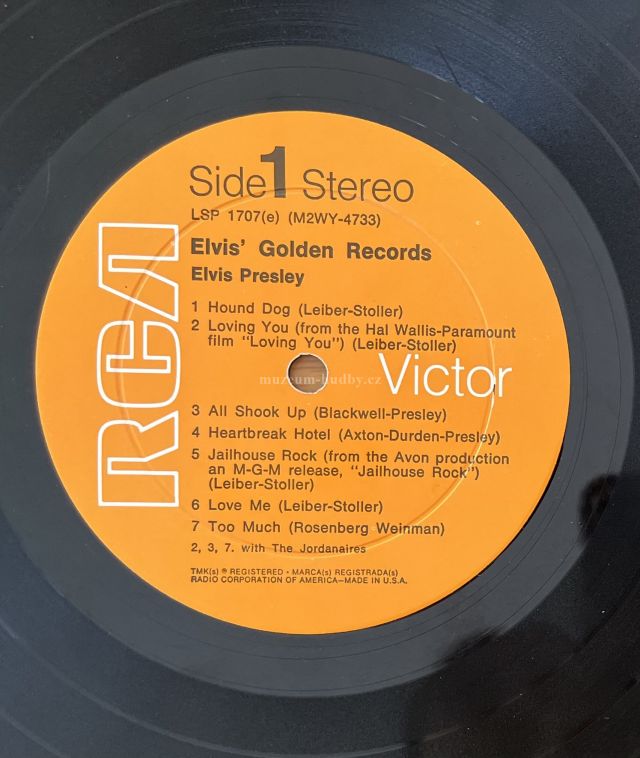 Side 1 Stereo
LSP 1707(e) (M2WY-4733)
Elvis' Golden Records
Elvis Presley
1 Hound Dog (Leiber-Stoller)
2 Loving You (from the Hal Wallis-Paramount
film "Loving You") (Leiber-Stoller)
RCA
Victor
muzeum-hudby.cz
3 All Shook Up (Blackwell-Presley)
4 Heartbreak Hotel (Axton-Durden-Presley)
5 Jailhouse Rock (from the Avon production
an M-G-M release, "Jailhouse Rock")
(Leiber-Stoller)
6 Love Me (Leiber-Stoller)
7 Too Much (Rosenberg Weinman)
2, 3, 7. with The Jordanaires
TMK(s) ® REGISTERED • MARCA(s) REGISTRADA(s)
RADIO CORPORATION OF AMERICA—MADE IN U.S.A.